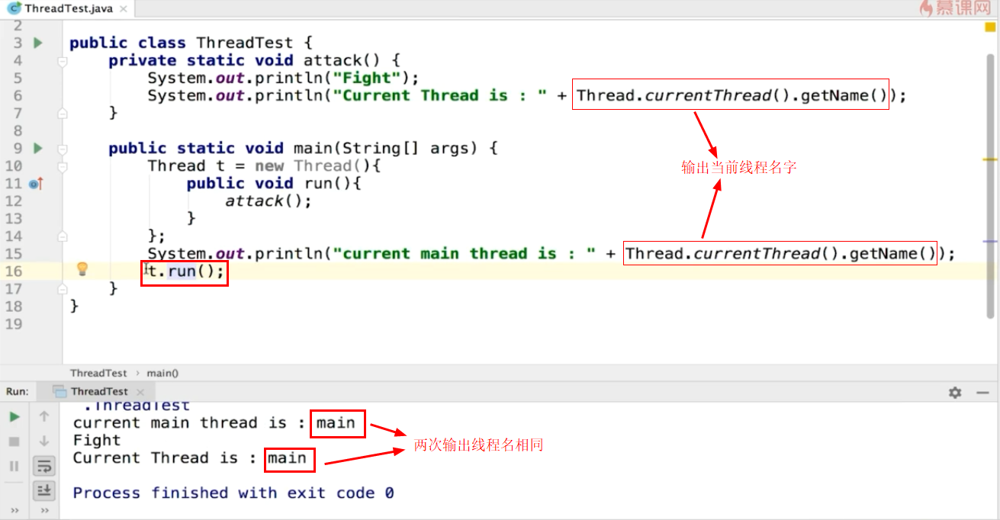 ThreadTest.java
慕课网
2
3 public class ThreadTest {
4 private static void attack() {
5 System.out.println("Fight");
6 System.out.println("Current Thread is : " + Thread.currentThread().getName());
7 }
8
9 public static void main(String[] args) {
10 Thread t = new Thread(){
输出当前线程名字
11 public void run(){
12 attack();
13 }
14 };
15 System.out.println("current main thread is : " + Thread.currentThread().getName());
16 t.run();
17 }
18 }
19
ThreadTest › main()
Run: ThreadTest
.ThreadTest
current main thread is : main
Fight
两次输出线程名相同
Current Thread is : main
Process finished with exit code 0